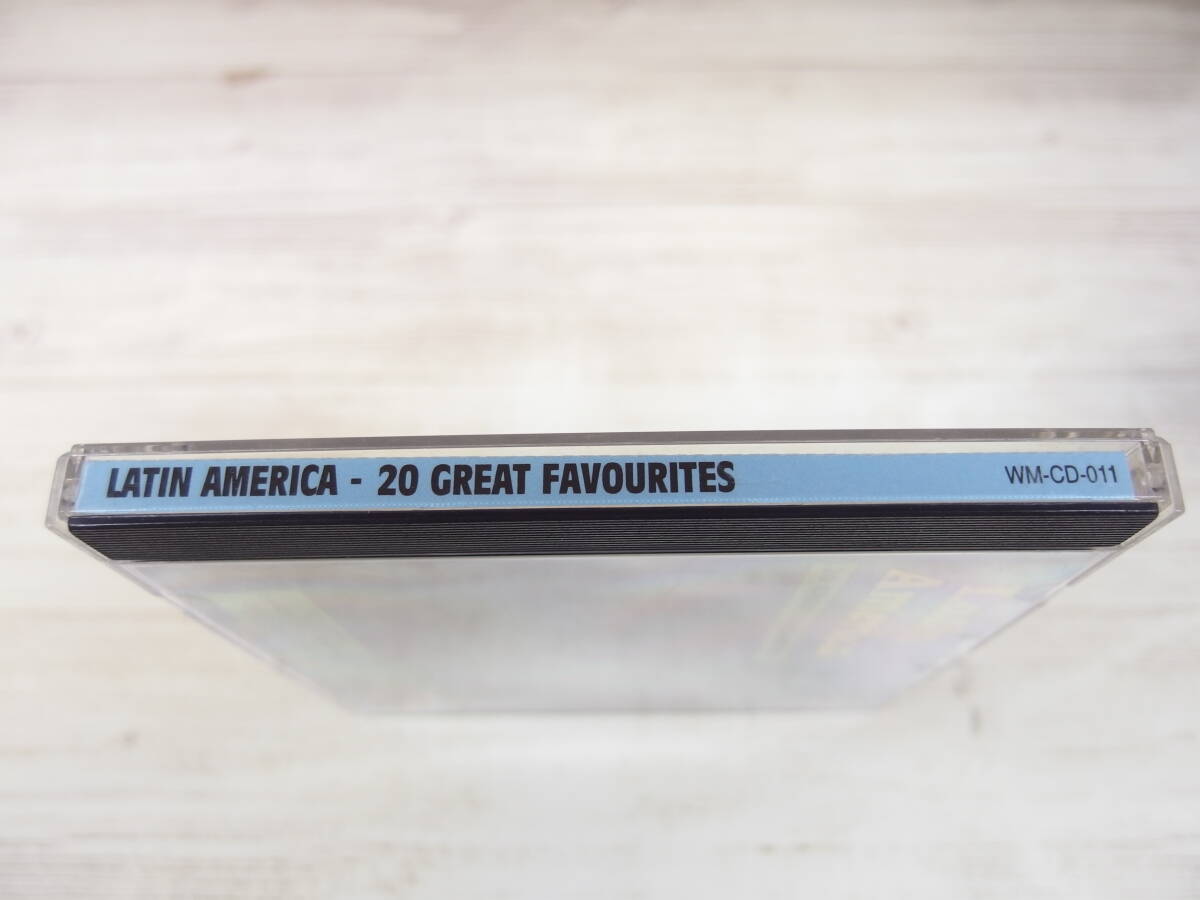 LATIN AMERICA - 20 GREAT FAVOURITES WM-CD-011